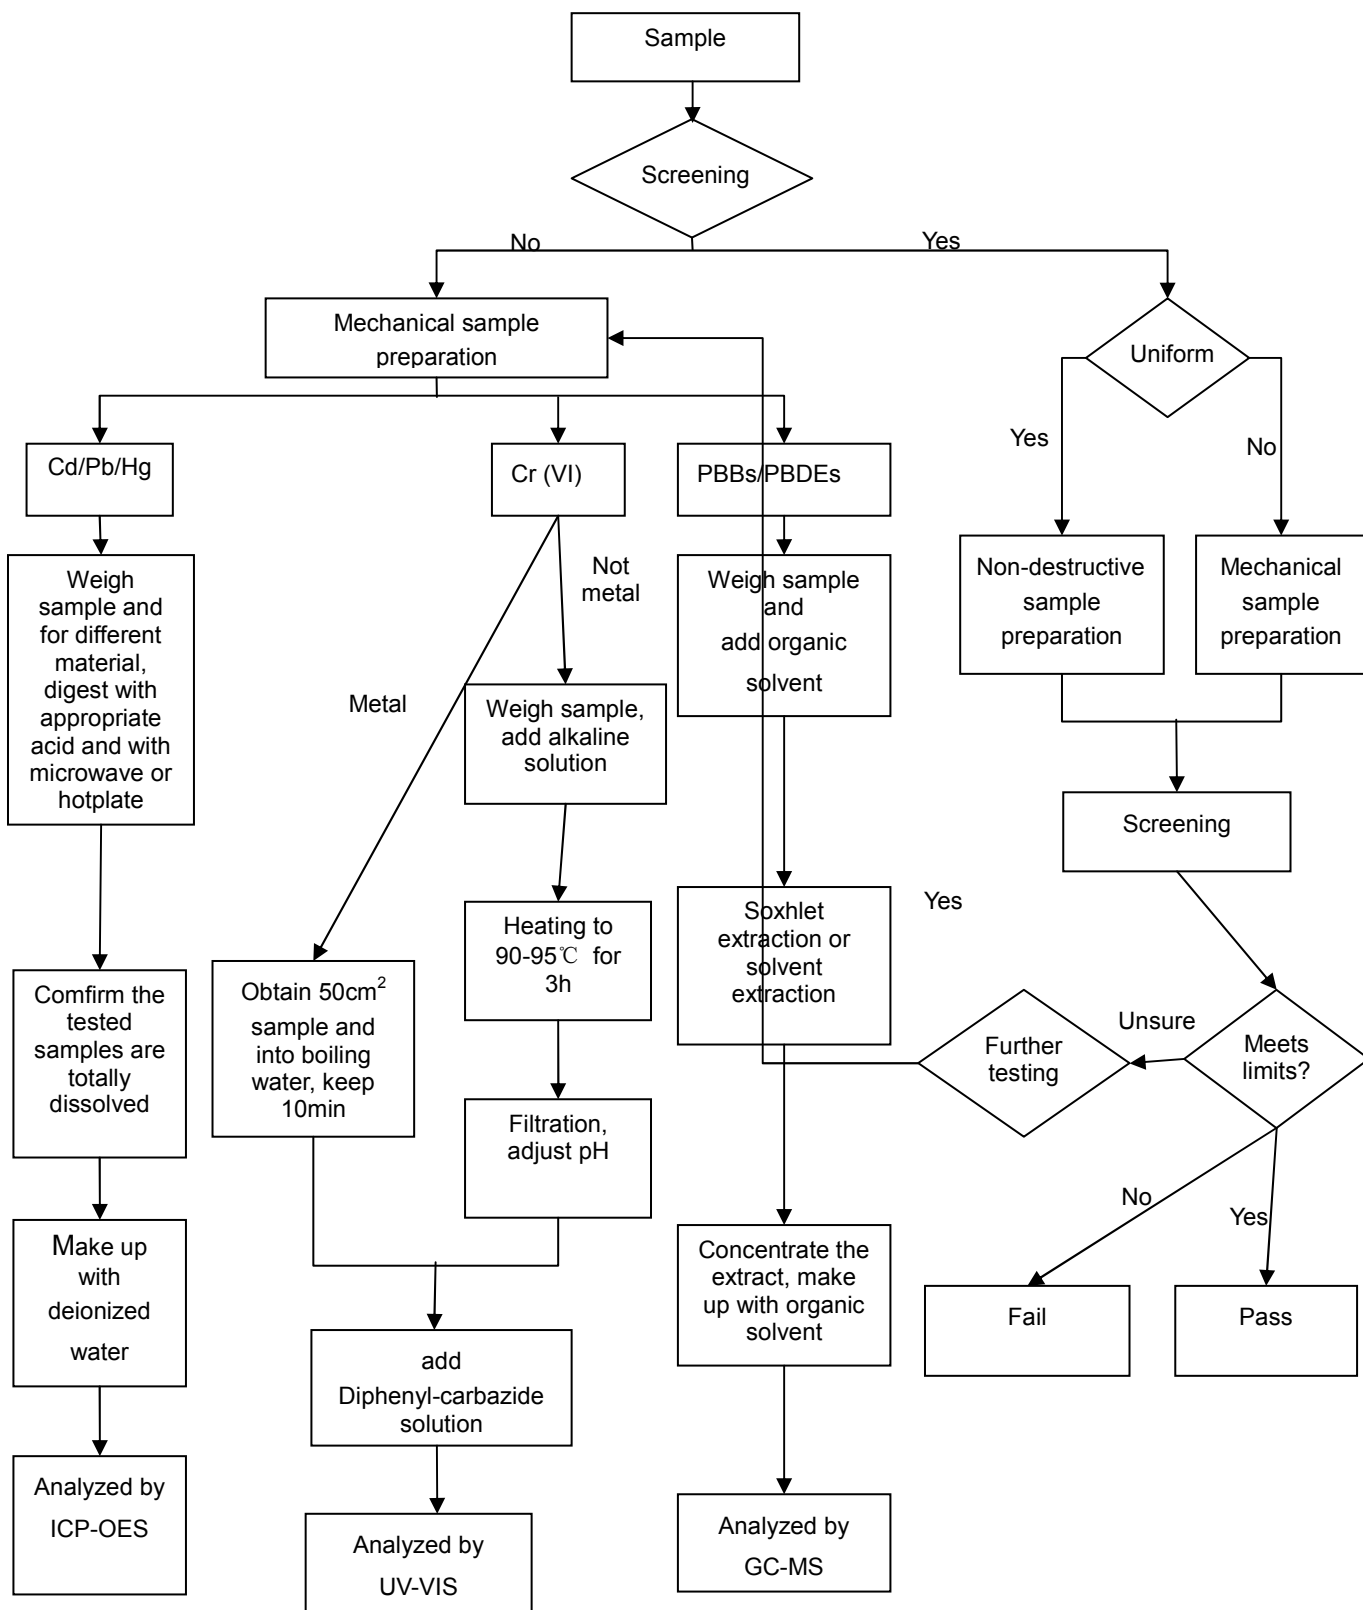 Sample
Screening
No
Yes
Mechanical sample
preparation
Uniform
Yes
No
Cd/Pb/Hg
Cr (VI)
PBBs/PBDEs
Not
metal
Metal
Weigh
sample and
for different
material,
digest with
appropriate
acid and with
microwave or
hotplate
Weigh sample,
add alkaline
solution
Weigh sample
and
add organic
solvent
Non-destructive
sample
preparation
Mechanical
sample
preparation
Screening
Yes
Heating to
90-95℃ for
3h
Soxhlet
extraction or
solvent
extraction
Comfirm the
tested
samples are
totally
dissolved
Obtain 50cm²
sample and
into boiling
water, keep
10min
Unsure
Further
testing
Meets
limits?
Filtration,
adjust pH
No
Yes
Make up
with
deionized
water
Concentrate the
extract, make
up with organic
solvent
Fail
Pass
add
Diphenyl-carbazide
solution
Analyzed by
ICP-OES
Analyzed by
UV-VIS
Analyzed by
GC-MS